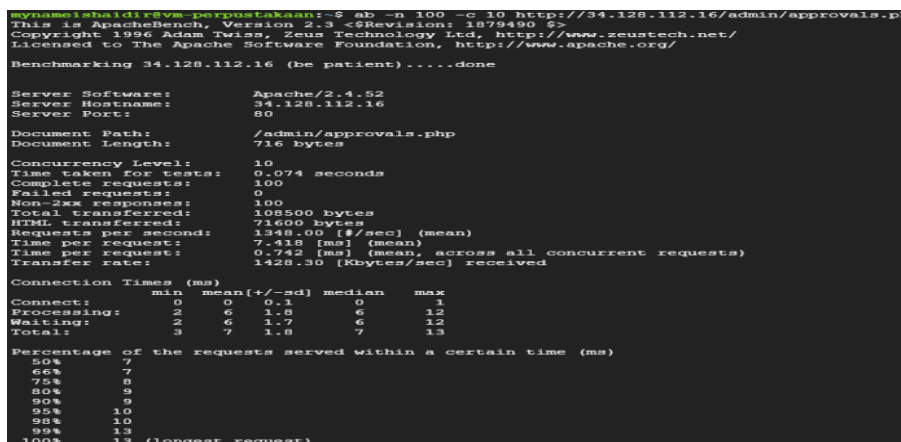 mynameishaidir@vm-perpustakaan:~$ ab -n 100 -c 10 http://34.128.112.16/admin/approvals.p
This is ApacheBench, Version 2.3 <$Revision: 1879490 $>
Copyright 1996 Adam Twiss, Zeus Technology Ltd, http://www.zeustech.net/
Licensed to The Apache Software Foundation, http://www.apache.org/
Benchmarking 34.128.112.16 (be patient).....done
Server Software: Apache/2.4.52
Server Hostname: 34.128.112.16
Server Port: 80
Document Path: /admin/approvals.php
Document Length: 716 bytes
Concurrency Level: 10
Time taken for tests: 0.074 seconds
Complete requests: 100
Failed requests: 0
Non-2xx responses: 100
Total transferred: 108500 bytes
HTML transferred: 71600 bytes
Requests per second: 1348.00 [#/sec] (mean)
Time per request: 7.418 [ms] (mean)
Time per request: 0.742 [ms] (mean, across all concurrent requests)
Transfer rate: 1428.30 [Kbytes/sec] received
Connection Times (ms)
min mean[+/-sd] median max
Connect: 0 0 0.1 0 1
Processing: 2 6 1.8 6 12
Waiting: 2 6 1.7 6 12
Total: 3 7 1.8 7 13
Percentage of the requests served within a certain time (ms)
50% 7
66% 7
75% 8
80% 9
90% 9
95% 10
98% 10
99% 13
100% 13 (longest request)